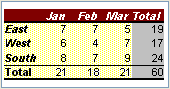 Jan Feb Mar Total
East 7 7 5 19
West 6 4 7 17
South 8 7 9 24
Total 21 18 21 60